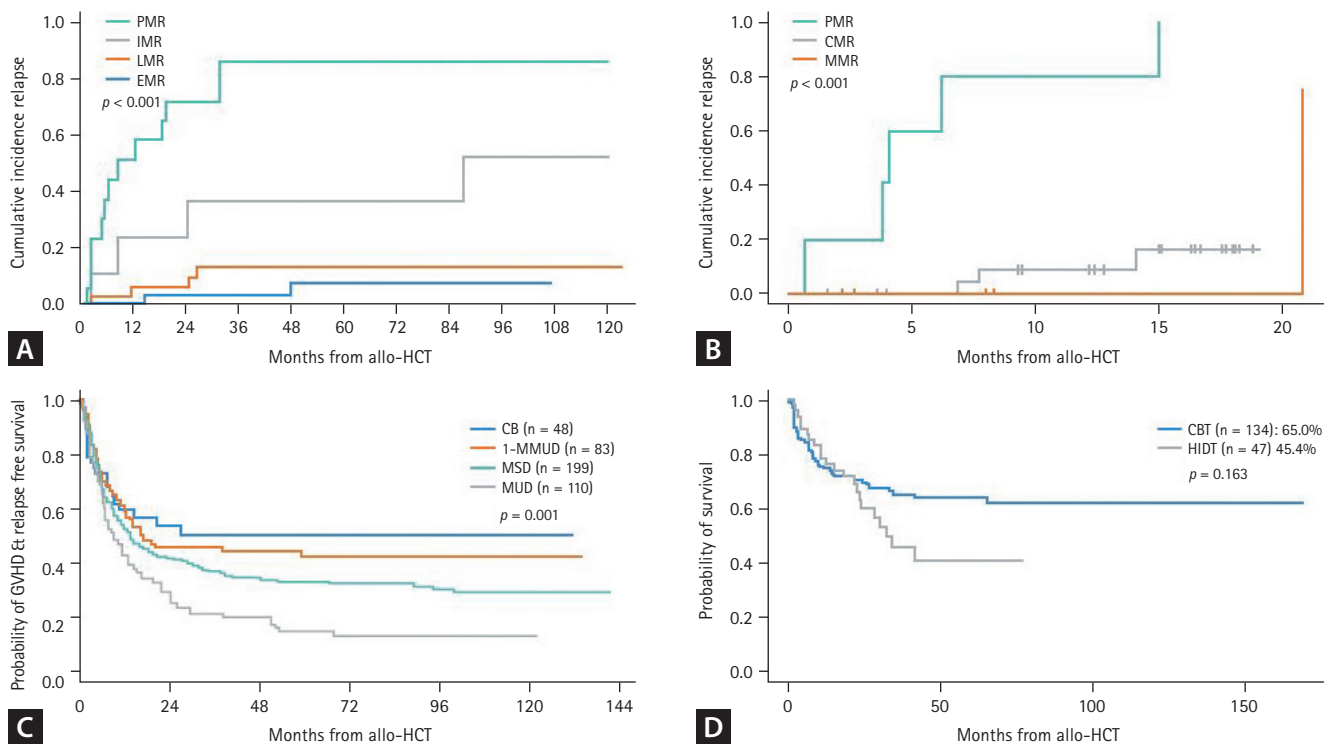 1.0
0.8
0.6
0.4
0.2
0.0
Cumulative incidence relapse
PMR
IMR
LMR
EMR
p < 0.001
0 12 24 36 48 60 72 84 96 108 120
Months from allo-HCT
A
1.0
0.8
0.6
0.4
0.2
0.0
Cumulative incidence relapse
PMR
CMR
MMR
p < 0.001
0 5 10 15 20
Months from allo-HCT
B
1.0
0.8
0.6
0.4
0.2
0.0
Probability of GVHD & relapse free survival
CB (n = 48)
1-MMUD (n = 83)
MSD (n = 199)
MUD (n = 110)
p = 0.001
0 24 48 72 96 120 144
Months from allo-HCT
C
1.0
0.8
0.6
0.4
0.2
0.0
Probability of survival
CBT (n = 134): 65.0%
HIDT (n = 47) 45.4%
p = 0.163
0 50 100 150
Months from allo-HCT
D